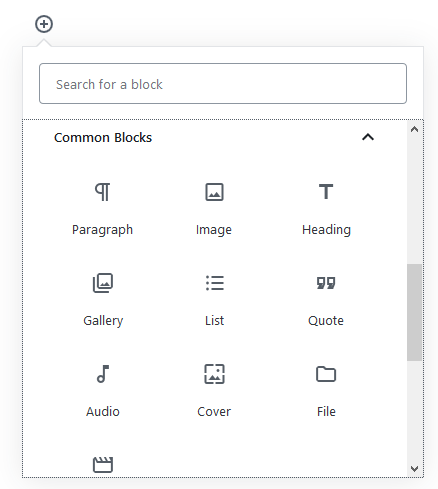 Search for a block
Common Blocks
Paragraph
Image
Heading
Gallery
List
Quote
Audio
Cover
File